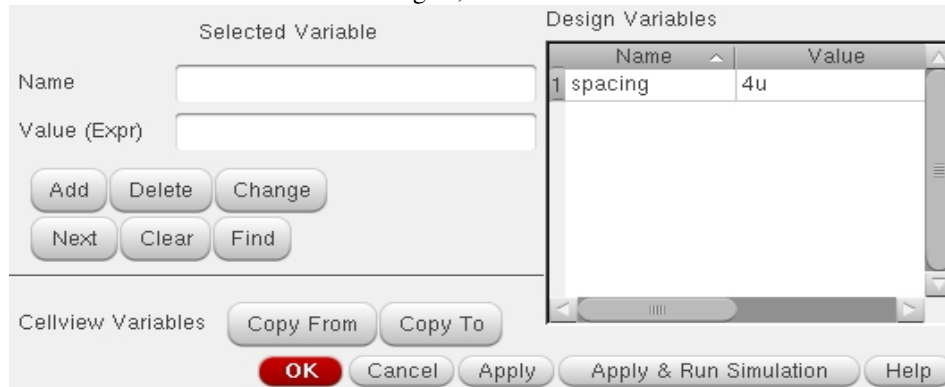 Selected Variable
Name
Value (Expr)
Add Delete Change
Next Clear Find
Cellview Variables Copy From Copy To
Design Variables
Name Value
1 spacing 4u
OK Cancel Apply Apply & Run Simulation Help